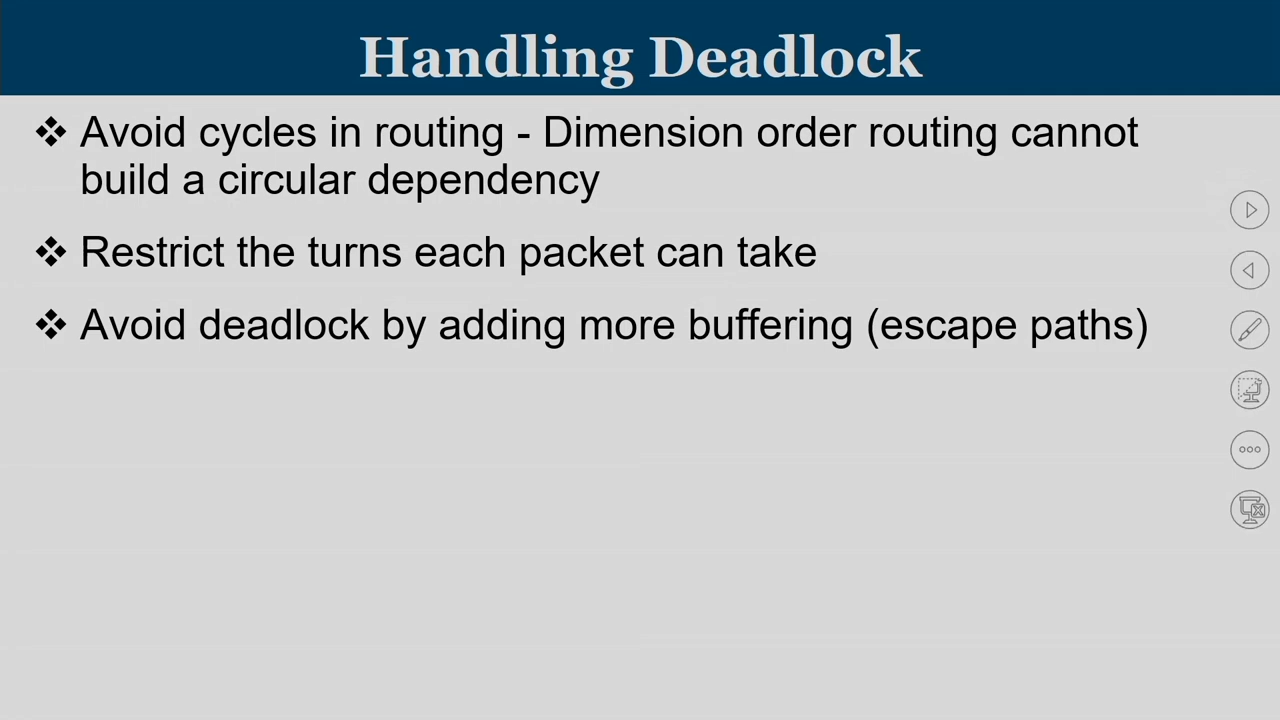 Handling Deadlock
❖ Avoid cycles in routing - Dimension order routing cannot
build a circular dependency
❖ Restrict the turns each packet can take
❖ Avoid deadlock by adding more buffering (escape paths)